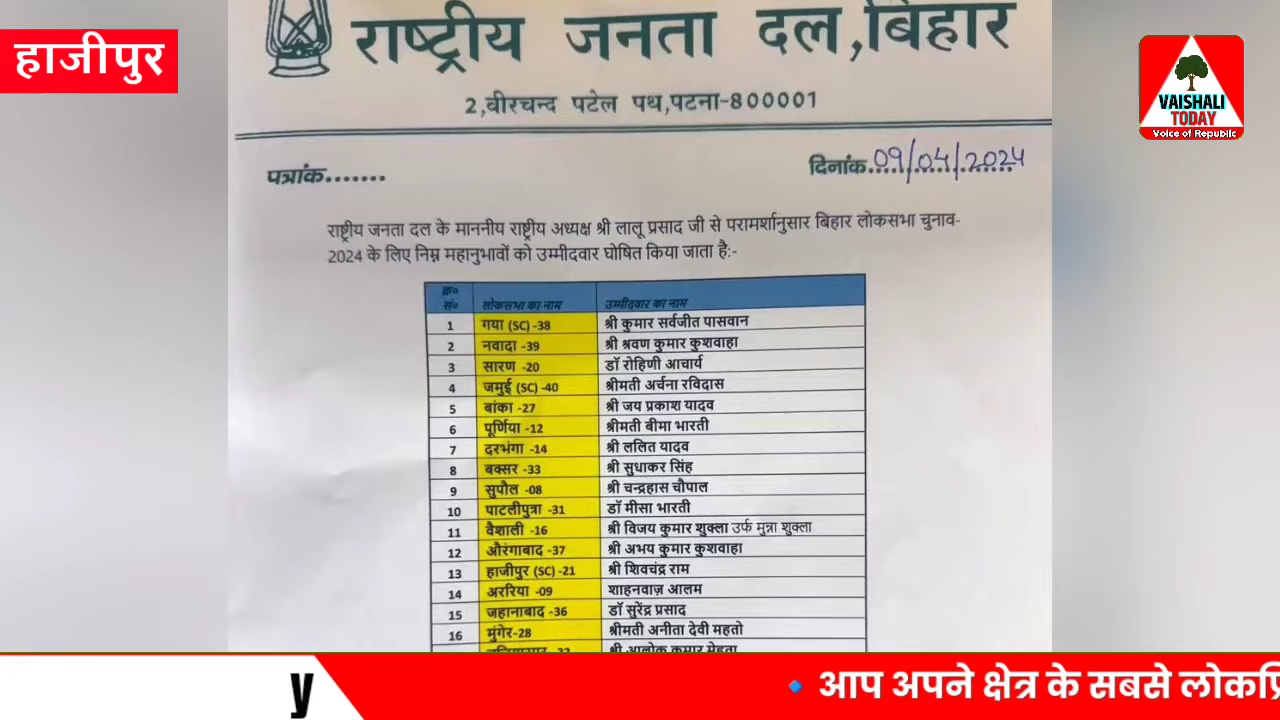 हाजीपुर
राष्ट्रीय जनता दल,बिहार
2,वीरचन्द पटेल पथ,पटना-800001
VAISHALI
TODAY
Voice of Republic
पत्रांक.......
दिनांक.09/04/2024
राष्ट्रीय जनता दल के माननीय राष्ट्रीय अध्यक्ष श्री लालू प्रसाद जी से परामर्शानुसार बिहार लोकसभा चुनाव-
2024 के लिए निम्न महानुभावों को उम्मीदवार घोषित किया जाता है:-
क्र० सं० लोकसभा का नाम उम्मीदवार का नाम
1 गया (SC) -38 श्री कुमार सर्वजीत पासवान
2 नवादा -39 श्री श्रवण कुमार कुशवाहा
3 सारण -20 डॉ रोहिणी आचार्य
4 जमुई (SC) -40 श्रीमती अर्चना रविदास
5 बांका -27 श्री जय प्रकाश यादव
6 पूर्णिया -12 श्रीमती बीमा भारती
7 दरभंगा -14 श्री ललित यादव
8 बक्सर -33 श्री सुधाकर सिंह
9 सुपौल -08 श्री चन्द्रहास चौपाल
10 पाटलीपुत्रा -31 डॉ मीसा भारती
11 वैशाली -16 श्री विजय कुमार शुक्ला उर्फ मुन्ना शुक्ला
12 औरंगाबाद -37 श्री अभय कुमार कुशवाहा
13 हाजीपुर (SC) -21 श्री शिवचंद्र राम
14 अररिया -09 शाहनवाज़ आलम
15 जहानाबाद -36 डॉ सुरेंद्र प्रसाद
16 मुंगेर-28 श्रीमती अनीता देवी महतो
श्री आलोक कुमार मेहता
y
आप अपने क्षेत्र के सबसे लोकप्रि